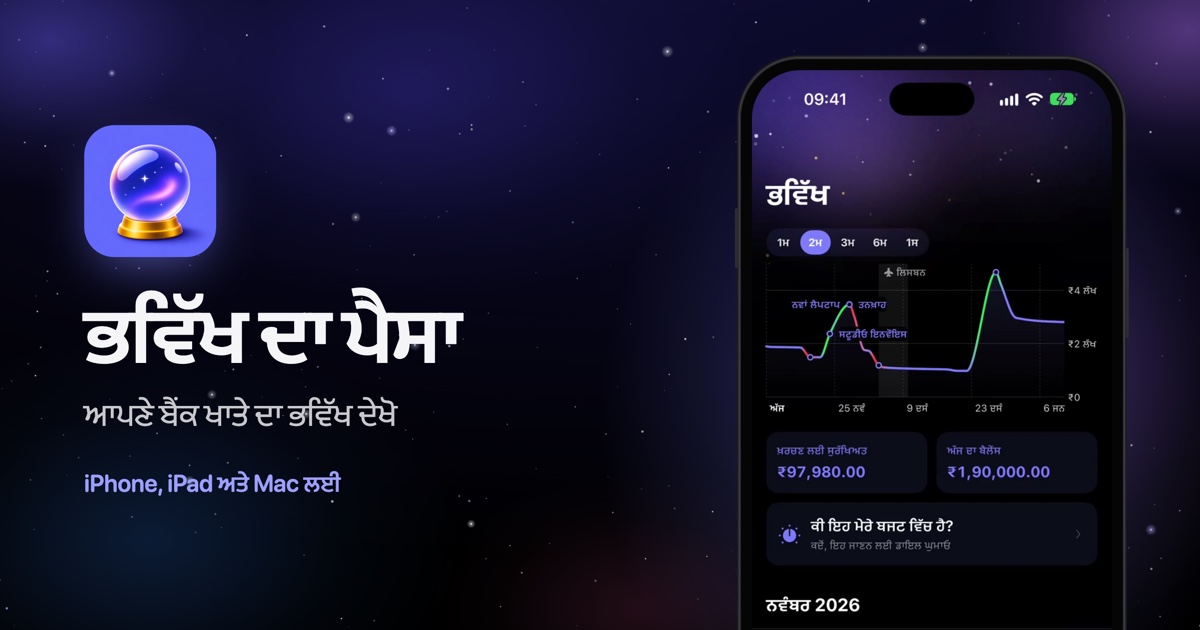 ਭਵਿੱਖ ਦਾ ਪੈਸਾ
ਆਪਣੇ ਬੈਂਕ ਖਾਤੇ ਦਾ ਭਵਿੱਖ ਦੇਖੋ
iPhone, iPad ਅਤੇ Mac ਲਈ
09:41
ਭਵਿੱਖ
1ਮ 2ਮ 3ਮ 6ਮ 1ਸ
ਲਿਸਬਨ
₹4 ਲੱਖ
ਨਵਾਂ ਲੈਪਟਾਪ ਤਨਖ਼ਾਹ
ਸਟੂਡੀਓ ਇਨਵੌਇਸ
₹2 ਲੱਖ
₹0
ਅੱਜ 25 ਨਵੰ 9 ਦਸੰ 23 ਦਸੰ 6 ਜਨ
ਖ਼ਰਚਣ ਲਈ ਸੁਰੱਖਿਅਤ
₹97,980.00
ਅੱਜ ਦਾ ਬੈਲੇਂਸ
₹1,90,000.00
ਕੀ ਇਹ ਮੇਰੇ ਬਜਟ ਵਿੱਚ ਹੈ?
ਕਦੋਂ, ਇਹ ਜਾਣਨ ਲਈ ਡਾਇਲ ਘੁਮਾਓ
ਨਵੰਬਰ 2026